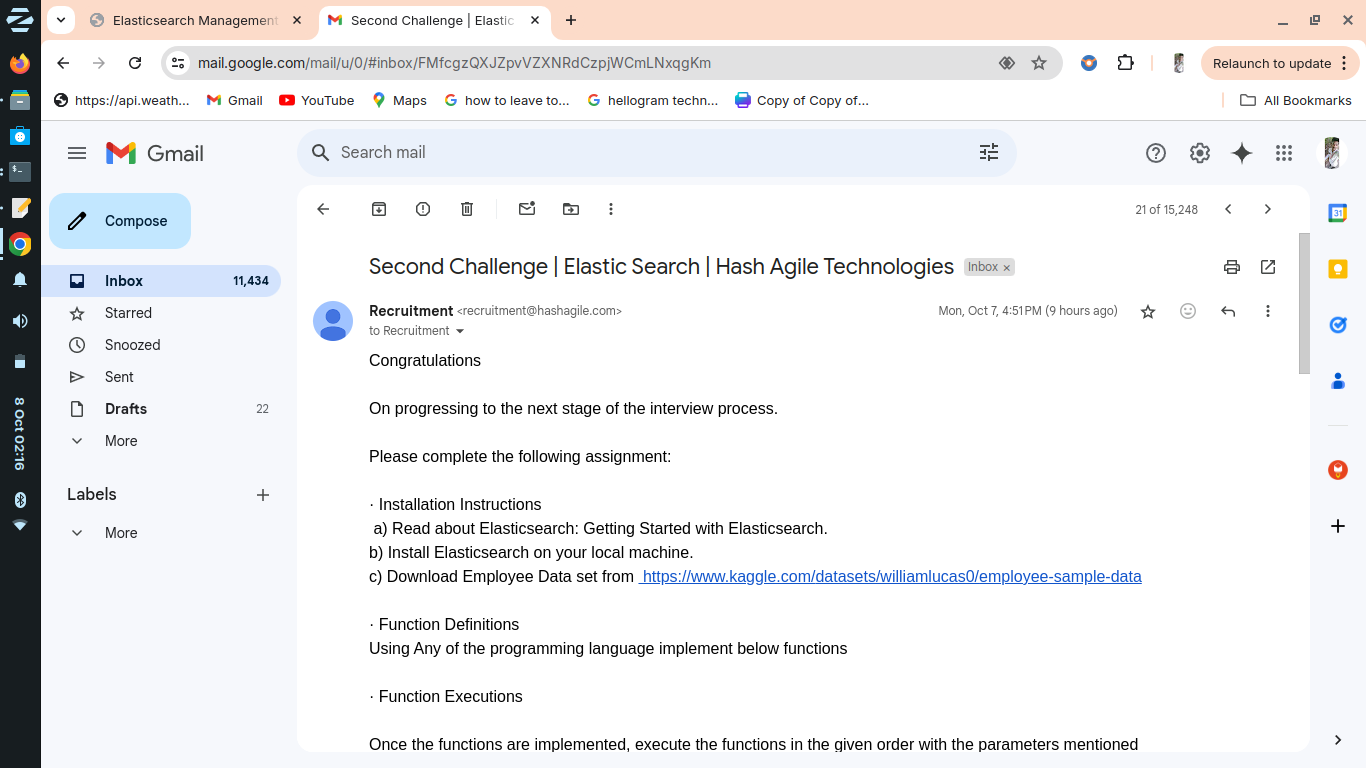 Elasticsearch Management
Second Challenge | Elastic
mail.google.com/mail/u/0/#inbox/FMfcgzQXJZpvVZXNRdCzpjWCmLNxqgKm
Relaunch to update
https://api.weath...
Gmail
YouTube
Maps
how to leave to...
hellogram techn...
Copy of Copy of...
All Bookmarks
Gmail
Search mail
Compose
21 of 15,248
Inbox 11,434
Starred
Snoozed
Sent
Drafts 22
More
Labels
More
Second Challenge | Elastic Search | Hash Agile Technologies
Inbox ×
Recruitment <recruitment@hashagile.com>
Mon, Oct 7, 4:51 PM (9 hours ago)
to Recruitment
Congratulations
On progressing to the next stage of the interview process.
Please complete the following assignment:
· Installation Instructions
a) Read about Elasticsearch: Getting Started with Elasticsearch.
b) Install Elasticsearch on your local machine.
c) Download Employee Data set from https://www.kaggle.com/datasets/williamlucas0/employee-sample-data
· Function Definitions
Using Any of the programming language implement below functions
· Function Executions
Once the functions are implemented, execute the functions in the given order with the parameters mentioned
8 Oct 02:16
31